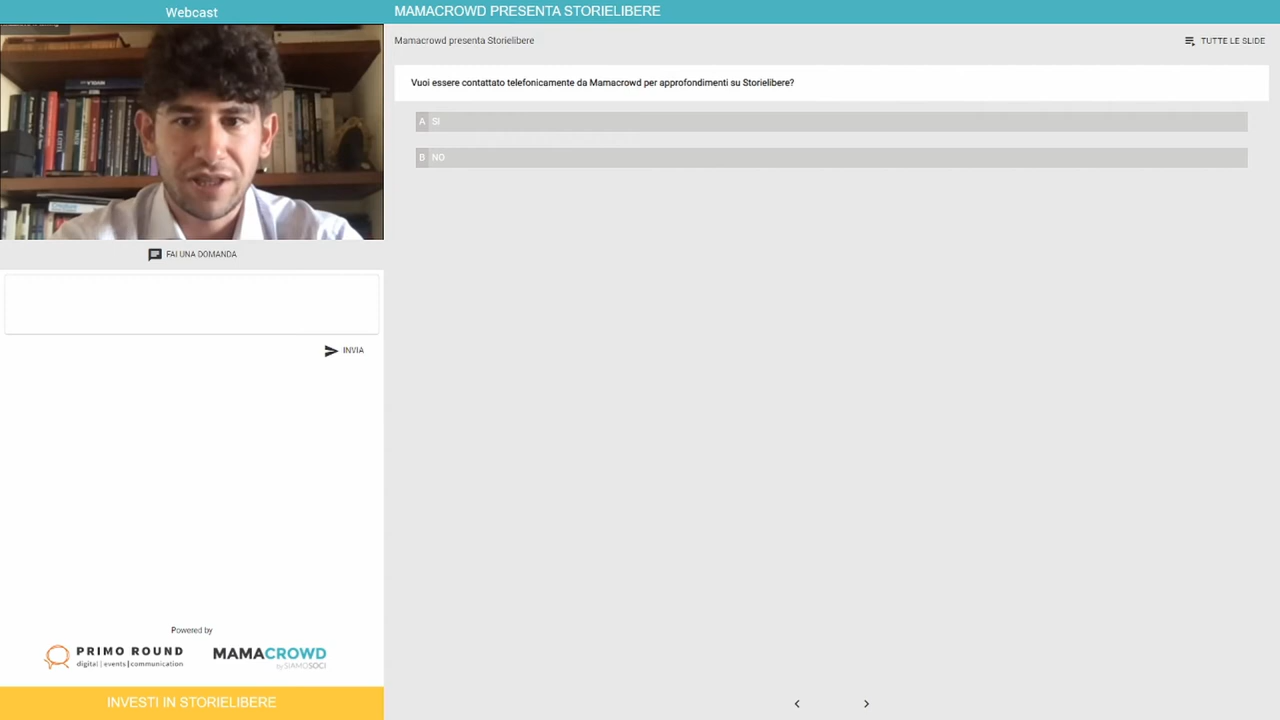 Webcast
MAMACROWD PRESENTA STORIELIBERE
Mamacrowd presenta Storielibere
TUTTE LE SLIDE
Vuoi essere contattato telefonicamente da Mamacrowd per approfondimenti su Storielibere?
A SI
B NO
FAI UNA DOMANDA
INVIA
Powered by
PRIMO ROUND
digital | events | communication
MAMACROWD
by SIAMOSOCI
INVESTI IN STORIELIBERE